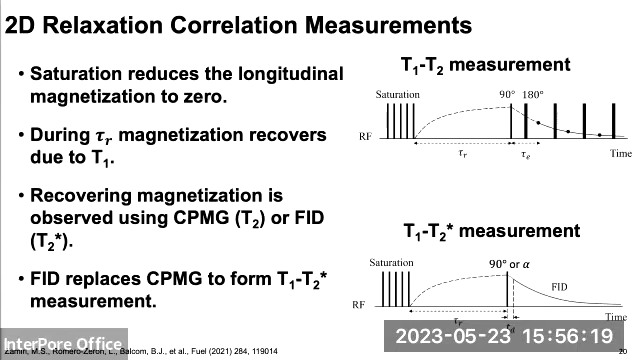 2D Relaxation Correlation Measurements
• Saturation reduces the longitudinal
magnetization to zero.
• During τr magnetization recovers
due to T1.
• Recovering magnetization is
observed using CPMG (T2) or FID
(T2*).
• FID replaces CPMG to form T1-T2*
measurement.
T1-T2 measurement
Saturation
90° 180°
RF
τr
τe
Time
T1-T2* measurement
Saturation
90° or α
FID
RF
τr
td
Time
InterPore Office
2023-05-23 15:56:19
Zamiri, M.S., Romero-Zerón, L., Balcom, B.J., et al., Fuel (2021) 284, 119014
20